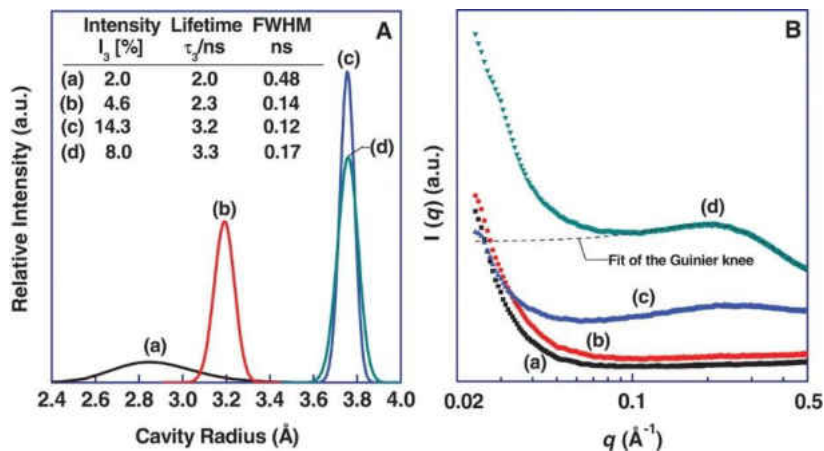 A
Intensity Lifetime FWHM
I₃ [%] τ₃/ns ns
(a) 2.0 2.0 0.48
(b) 4.6 2.3 0.14
(c) 14.3 3.2 0.12
(d) 8.0 3.3 0.17
(c)
(d)
(b)
(a)
Relative Intensity (a.u.)
2.4 2.6 2.8 3.0 3.2 3.4 3.6 3.8 4.0
Cavity Radius (Å)
B
(d)
Fit of the Guinier knee
(c)
(b)
(a)
I (q) (a.u.)
0.02 0.1 0.5
q (Å⁻¹)